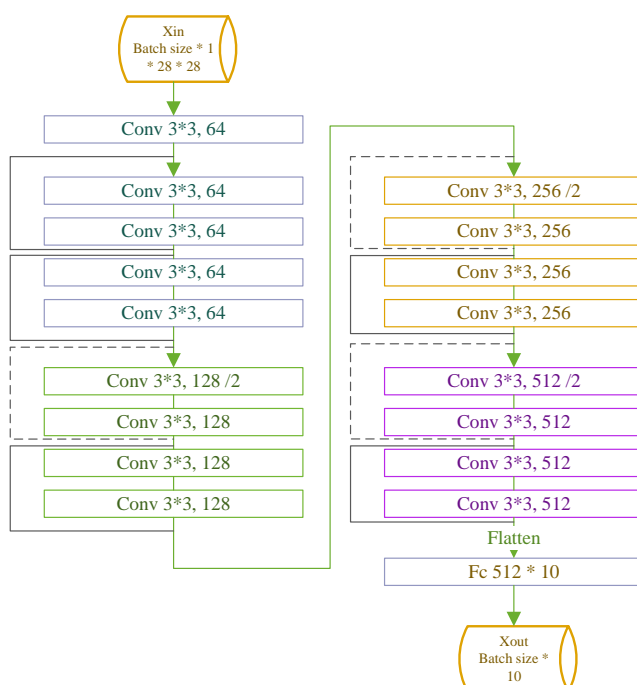 Xin
Batch size * 1
* 28 * 28
Conv 3*3, 64
Conv 3*3, 64
Conv 3*3, 64
Conv 3*3, 64
Conv 3*3, 64
Conv 3*3, 128 /2
Conv 3*3, 128
Conv 3*3, 128
Conv 3*3, 128
Conv 3*3, 256 /2
Conv 3*3, 256
Conv 3*3, 256
Conv 3*3, 256
Conv 3*3, 512 /2
Conv 3*3, 512
Conv 3*3, 512
Conv 3*3, 512
Flatten
Fc 512 * 10
Xout
Batch size *
10